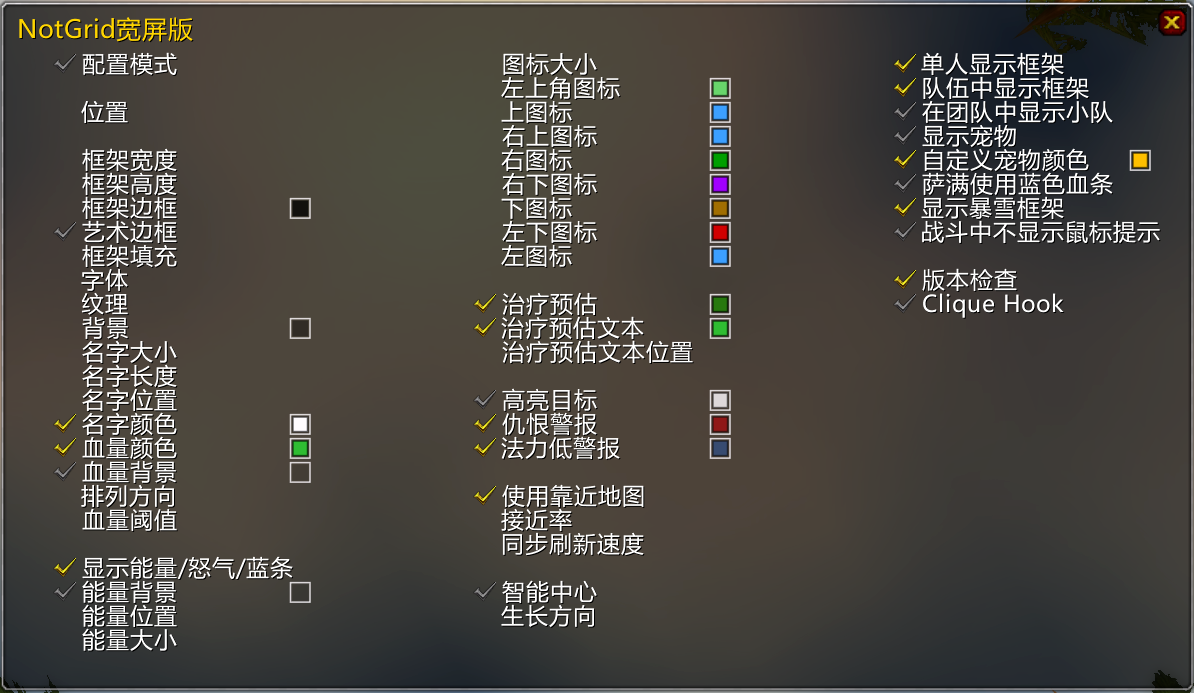 NotGrid宽屏版
配置模式
位置
框架宽度
框架高度
框架边框
艺术边框
框架填充
字体
纹理
背景
名字大小
名字长度
名字位置
名字颜色
血量颜色
血量背景
排列方向
血量阈值
显示能量/怒气/蓝条
能量背景
能量位置
能量大小
图标大小
左上角图标
上图标
右上图标
右图标
右下图标
下图标
左下图标
左图标
治疗预估
治疗预估文本
治疗预估文本位置
高亮目标
仇恨警报
法力低警报
使用靠近地图
接近率
同步刷新速度
智能中心
生长方向
单人显示框架
队伍中显示框架
在团队中显示小队
显示宠物
自定义宠物颜色
萨满使用蓝色血条
显示暴雪框架
战斗中不显示鼠标提示
版本检查
Clique Hook